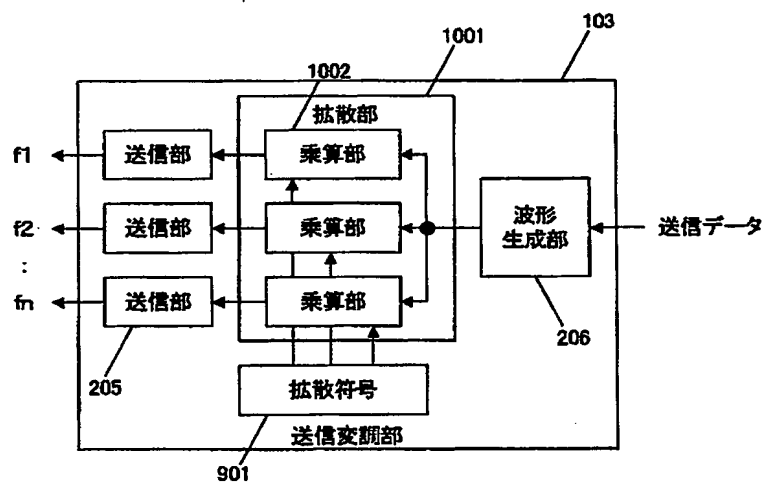 103
1001
1002
拡散部
f1
送信部
乗算部
f2
送信部
乗算部
波形
生成部
送信データ
:
fn
送信部
乗算部
206
205
拡散符号
送信変調部
901